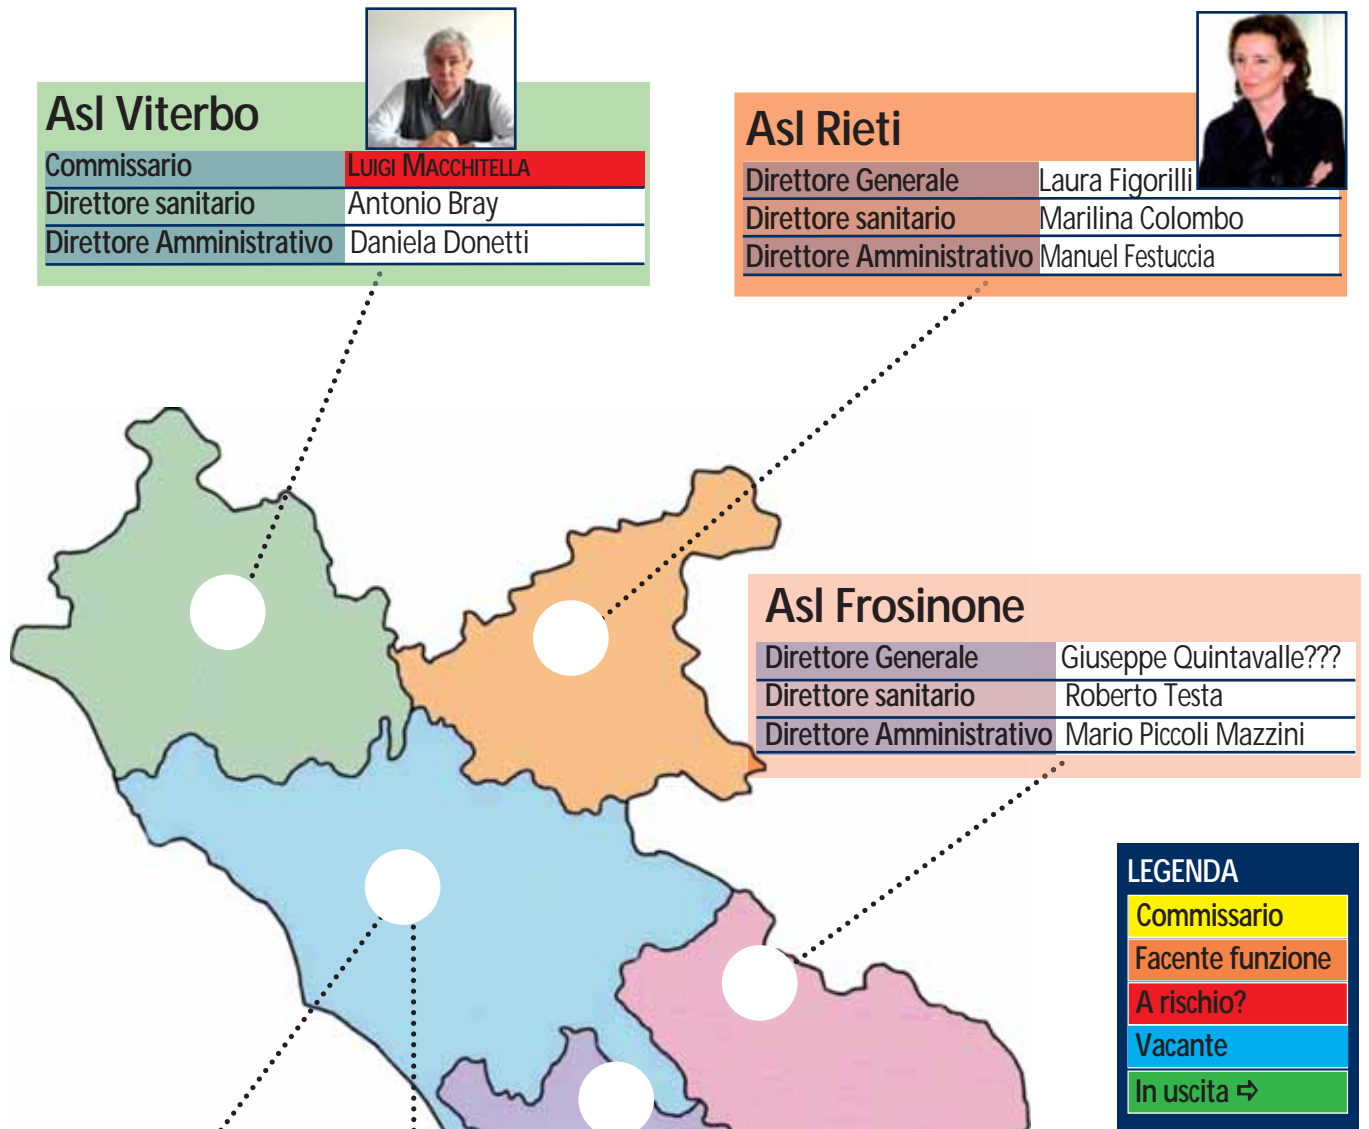 Asl Viterbo
Commissario LUIGI MACCHITELLA
Direttore sanitario Antonio Bray
Direttore Amministrativo Daniela Donetti
Asl Rieti
Direttore Generale Laura Figorilli
Direttore sanitario Marilina Colombo
Direttore Amministrativo Manuel Festuccia
Asl Frosinone
Direttore Generale Giuseppe Quintavalle???
Direttore sanitario Roberto Testa
Direttore Amministrativo Mario Piccoli Mazzini
LEGENDA
Commissario
Facente funzione
A rischio?
Vacante
In uscita ⇨